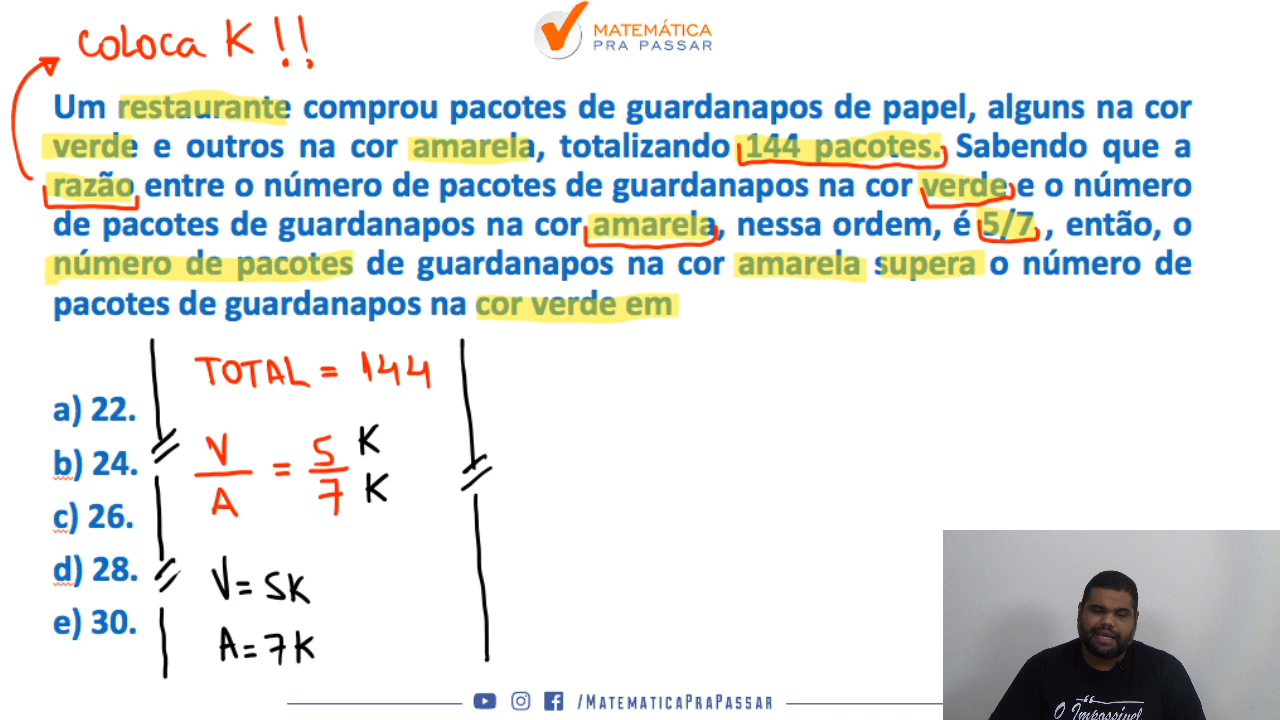 COLOCA K !!
MATEMÁTICA
PRA PASSAR
Um restaurante comprou pacotes de guardanapos de papel, alguns na cor
verde e outros na cor amarela, totalizando 144 pacotes. Sabendo que a
razão entre o número de pacotes de guardanapos na cor verde e o número
de pacotes de guardanapos na cor amarela, nessa ordem, é 5/7 , então, o
número de pacotes de guardanapos na cor amarela supera o número de
pacotes de guardanapos na cor verde em
TOTAL = 144
a) 22.
b) 24.
c) 26.
d) 28.
e) 30.
V/A = 5K/7K
V = 5K
A = 7K
/MatematicaPraPassar
O Impossível